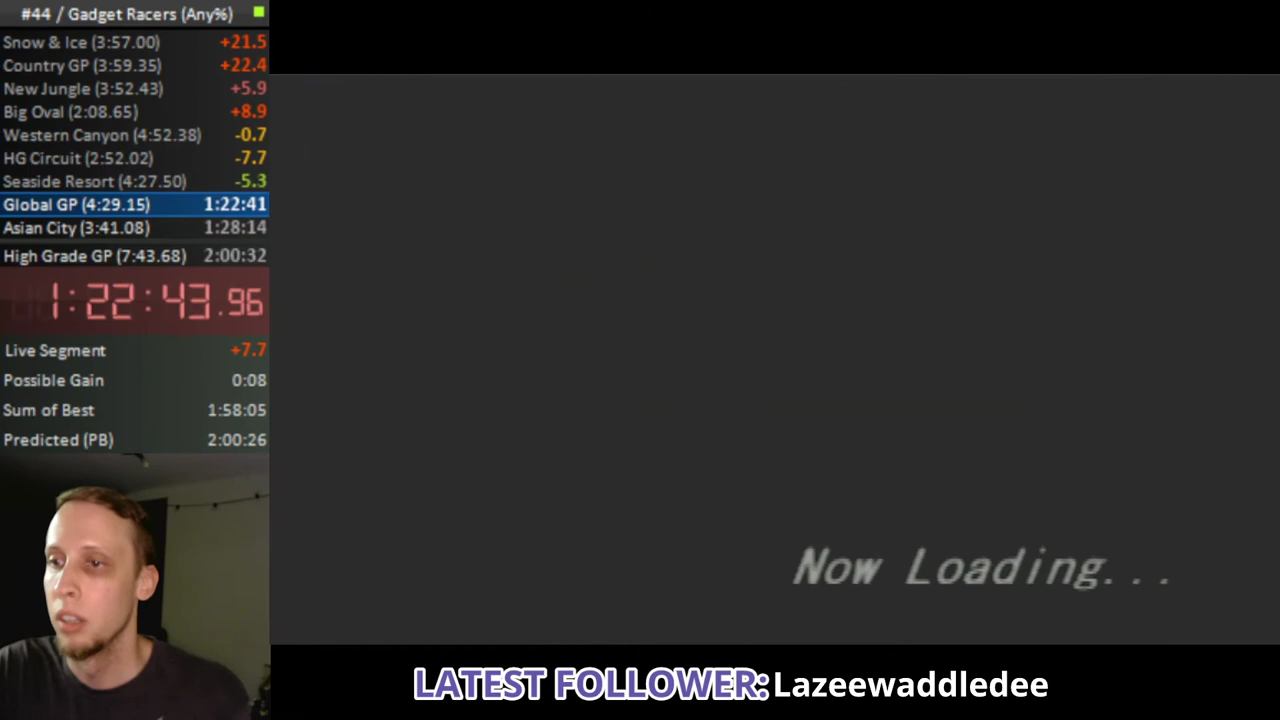 #44 / Gadget Racers (Any%)
Snow & Ice (3:57.00) +21.5
Country GP (3:59.35) +22.4
New Jungle (3:52.43) +5.9
Big Oval (2:08.65) +8.9
Western Canyon (4:52.38) -0.7
HG Circuit (2:52.02) -7.7
Seaside Resort (4:27.50) -5.3
Global GP (4:29.15) 1:22:41
Asian City (3:41.08) 1:28:14
High Grade GP (7:43.68) 2:00:32
1:22:43.96
Live Segment +7.7
Possible Gain 0:08
Sum of Best 1:58:05
Predicted (PB) 2:00:26
Now Loading...
LATEST FOLLOWER: Lazeewaddledee